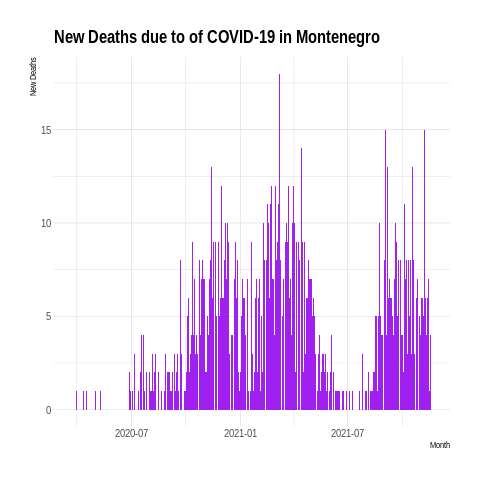 New Deaths due to of COVID-19 in Montenegro
New Deaths
15
10
5
0
2020-07
2021-01
2021-07
Month